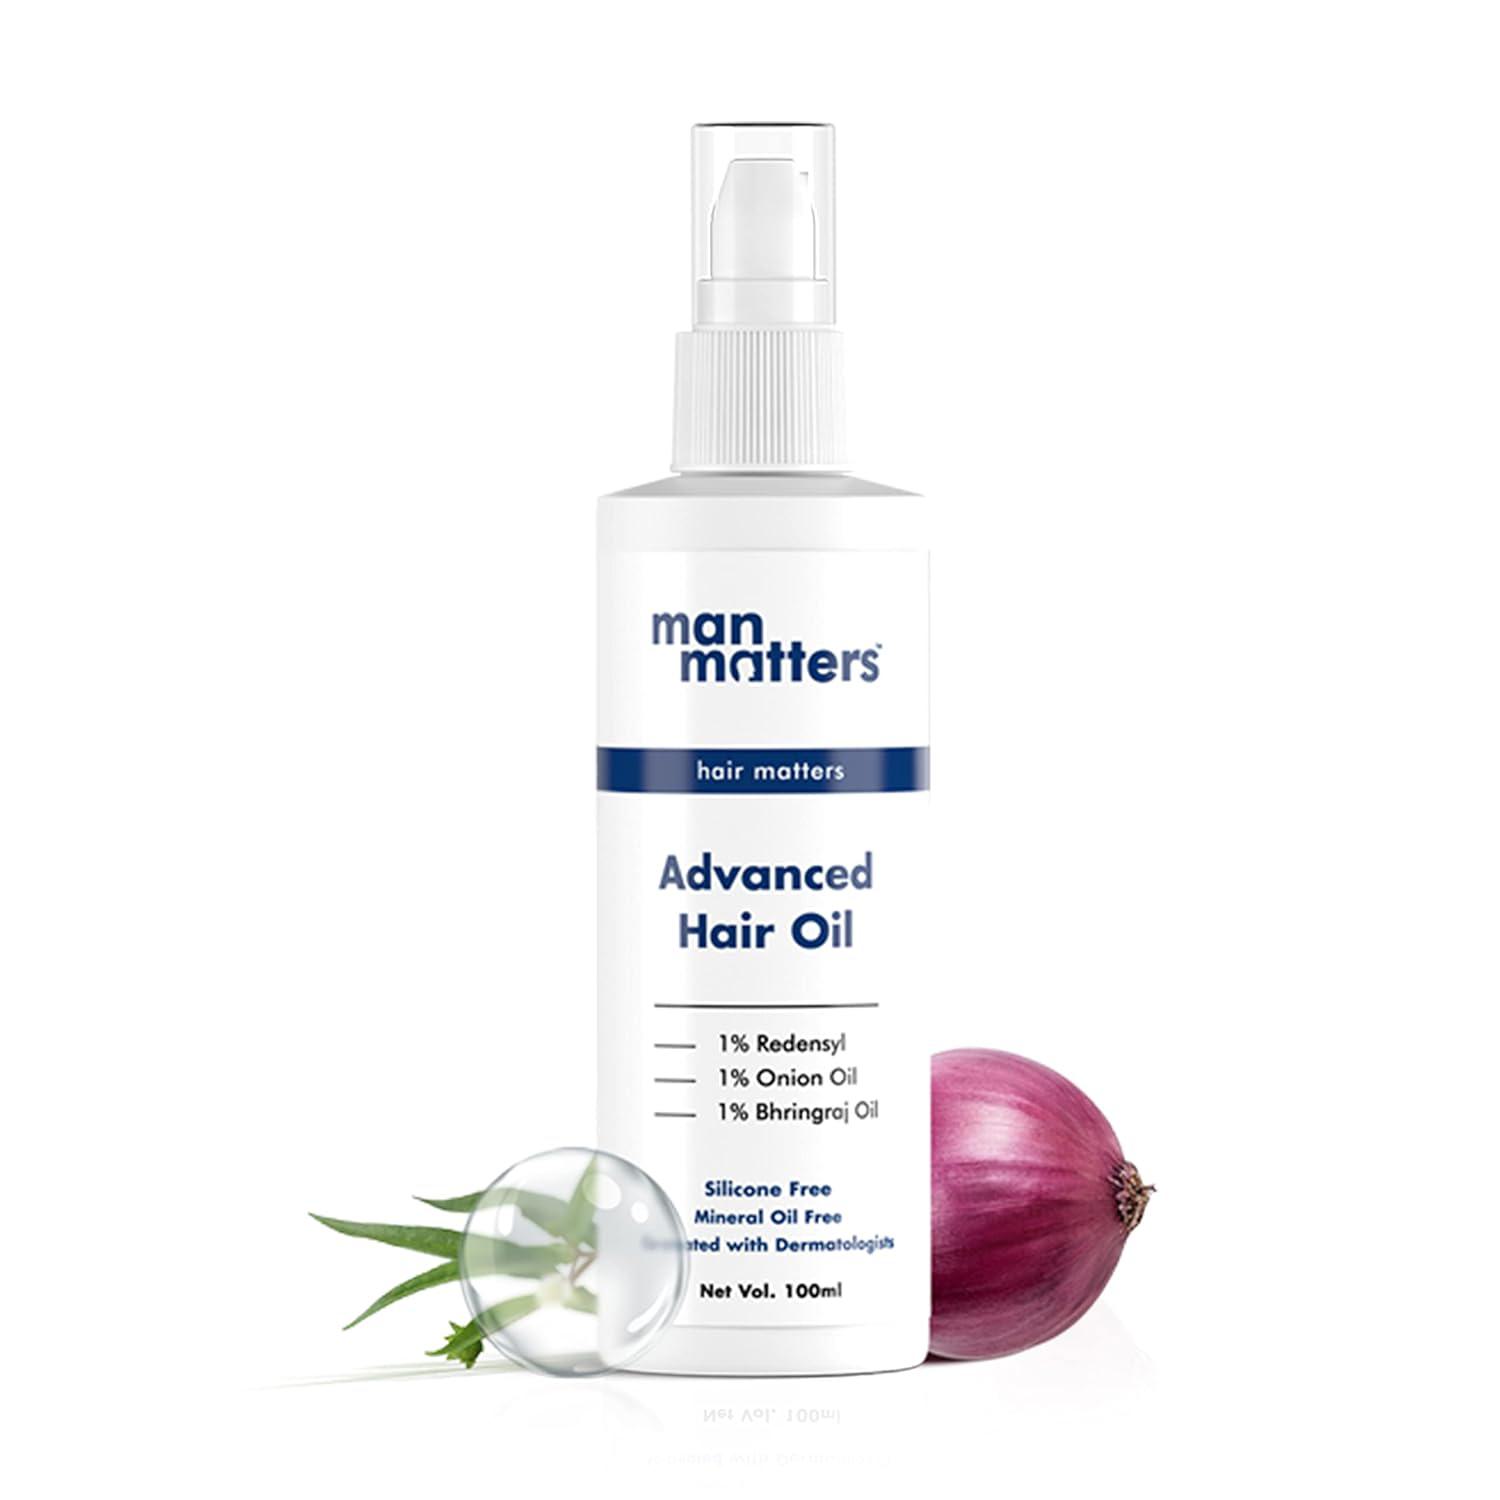 man
matters™
hair matters
Advanced
Hair Oil
1% Redensyl
1% Onion Oil
1% Bhringraj Oil
Silicone Free
Mineral Oil Free
with Dermatologists
Net Vol. 100ml